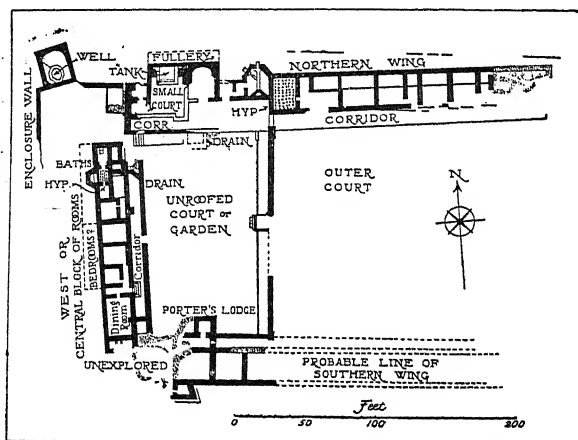 WELL
FULLERY
TANK
SMALL
COURT
NORTHERN WING
ENCLOSURE WALL
HYP.
CORRIDOR
CORR.
DRAIN
BATHS
HYP.
DRAIN
UNROOFED
COURT or
GARDEN
OUTER
COURT
N
WEST OR
CENTRAL BLOCK OF ROOMS
BEDROOMS?
Corridor
Dining
Room
PORTER'S LODGE
UNEXPLORED
PROBABLE LINE OF
SOUTHERN WING
Feet
0 50 100 200